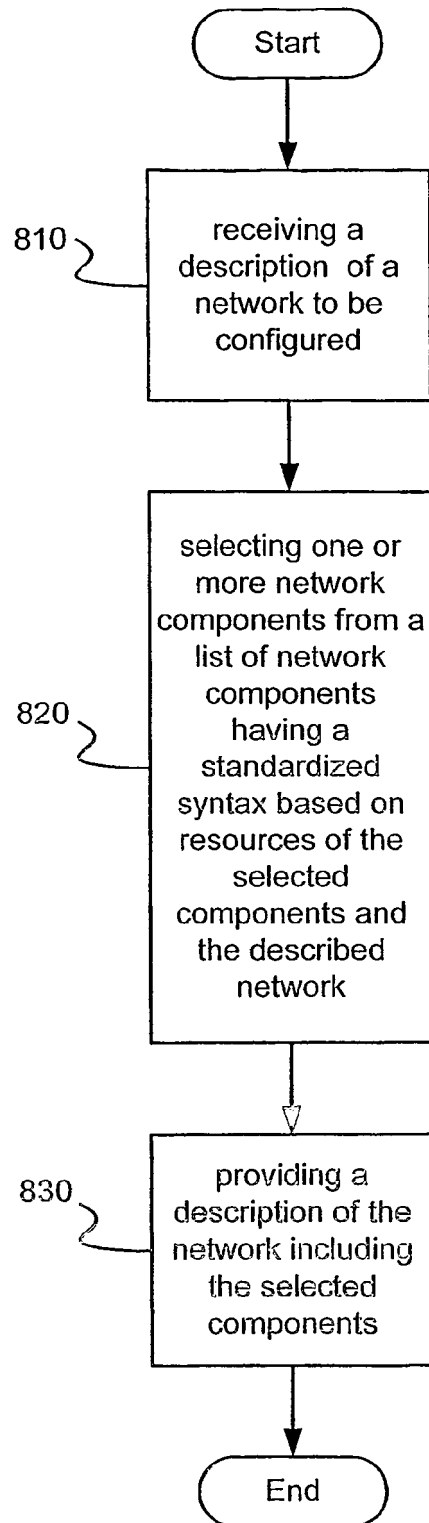 Start
810
receiving a
description of a
network to be
configured
820
selecting one or
more network
components from a
list of network
components
having a
standardized
syntax based on
resources of the
selected
components and
the described
network
830
providing a
description of the
network including
the selected
components
End